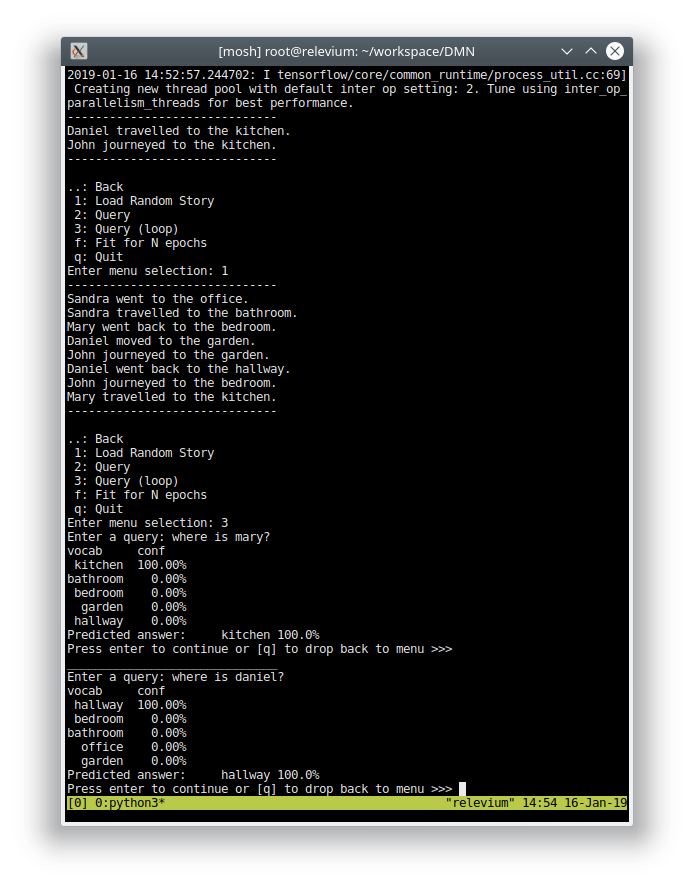 [mosh] root@relevium: ~/workspace/DMN
2019-01-16 14:52:57.244702: I tensorflow/core/common_runtime/process_util.cc:69]
 Creating new thread pool with default inter op setting: 2. Tune using inter_op_
parallelism_threads for best performance.
------------------------------
Daniel travelled to the kitchen.
John journeyed to the kitchen.
------------------------------
..: Back
 1: Load Random Story
 2: Query
 3: Query (loop)
 f: Fit for N epochs
 q: Quit
Enter menu selection: 1
------------------------------
Sandra went to the office.
Sandra travelled to the bathroom.
Mary went back to the bedroom.
Daniel moved to the garden.
John journeyed to the garden.
Daniel went back to the hallway.
John journeyed to the bedroom.
Mary travelled to the kitchen.
------------------------------
..: Back
 1: Load Random Story
 2: Query
 3: Query (loop)
 f: Fit for N epochs
 q: Quit
Enter menu selection: 3
Enter a query: where is mary?
vocab     conf
 kitchen  100.00%
bathroom    0.00%
 bedroom    0.00%
  garden    0.00%
 hallway    0.00%
Predicted answer:     kitchen 100.0%
Press enter to continue or [q] to drop back to menu >>>
______________________________
Enter a query: where is daniel?
vocab     conf
 hallway  100.00%
 bedroom    0.00%
bathroom    0.00%
  office    0.00%
  garden    0.00%
Predicted answer:     hallway 100.0%
Press enter to continue or [q] to drop back to menu >>>
[0] 0:python3*                                        "relevium" 14:54 16-Jan-19